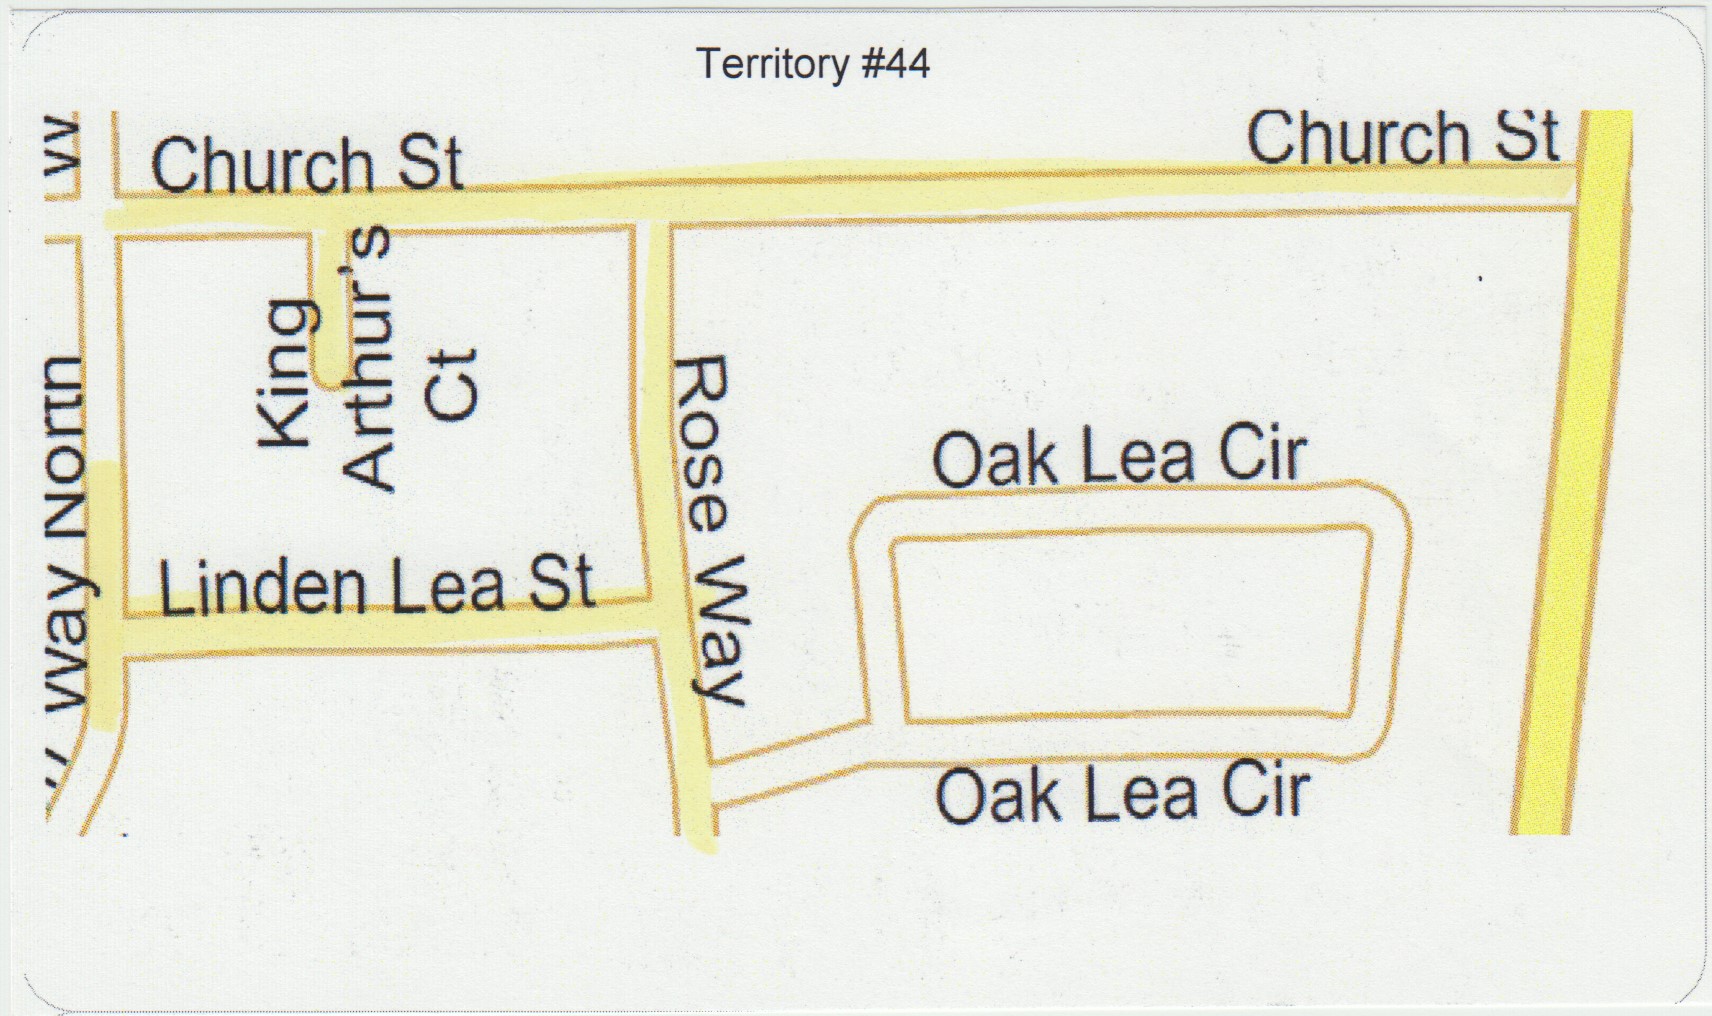 Territory #44
Church St
Church St
King
Arthur's
Ct
Way North
Rose Way
Oak Lea Cir
Linden Lea St
Oak Lea Cir